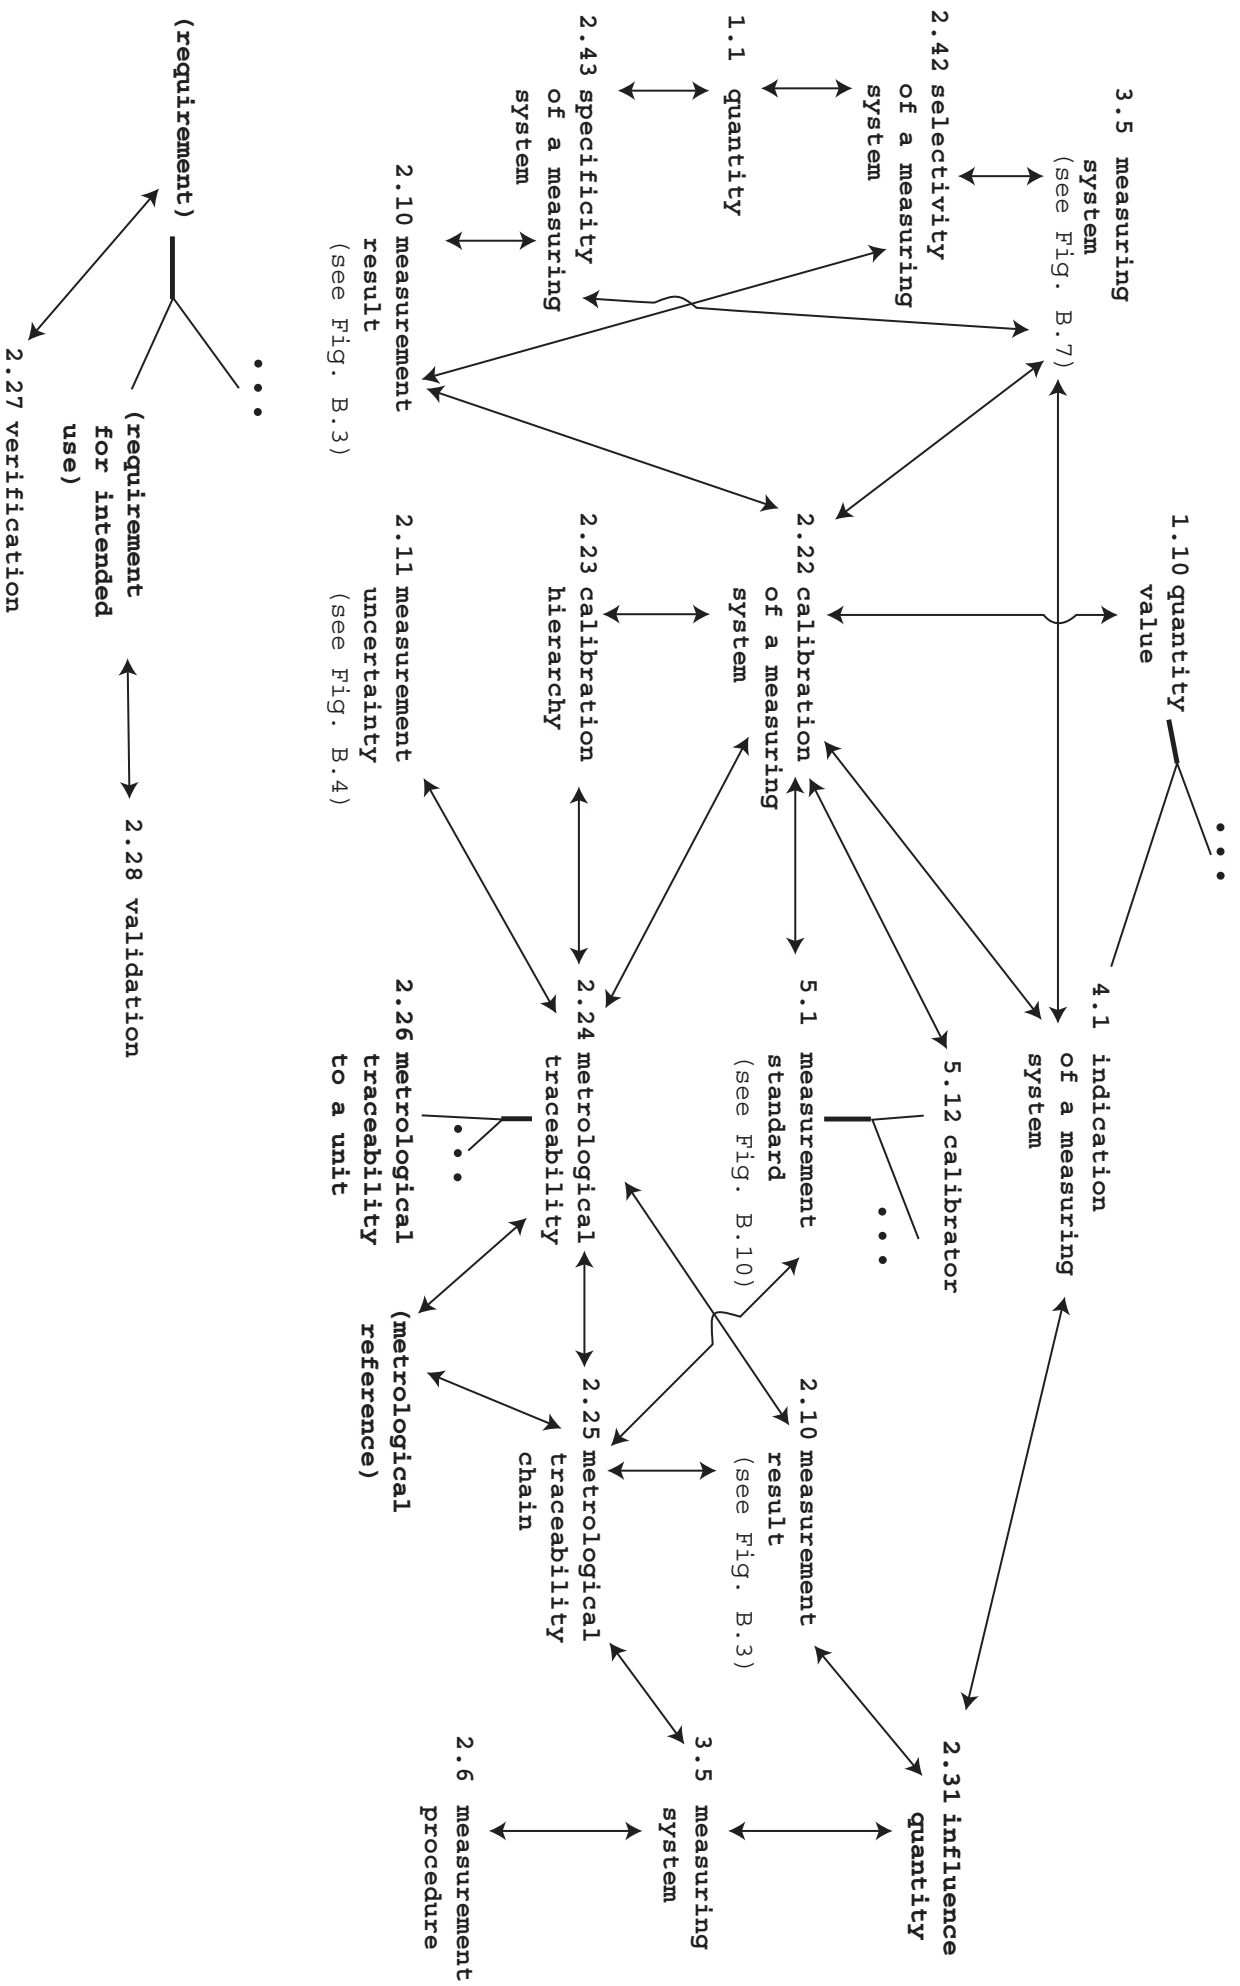 3.5 measuring
system
(see Fig. B.7)
1.10 quantity
value
• • •
4.1 indication
of a measuring
system
2.42 selectivity
of a measuring
system
5.12 calibrator
• • •
2.31 influence
quantity
1.1 quantity
2.22 calibration
of a measuring
system
5.1 measurement
standard
(see Fig. B.10)
2.10 measurement
result
(see Fig. B.3)
3.5 measuring
system
2.43 specificity
of a measuring
system
2.23 calibration
hierarchy
2.24 metrological
traceability
2.25 metrological
traceability
chain
2.6 measurement
procedure
2.10 measurement
result
(see Fig. B.3)
2.11 measurement
uncertainty
(see Fig. B.4)
• • •
2.26 metrological
traceability
to a unit
(metrological
reference)
(requirement)
• • •
(requirement
for intended
use)
2.28 validation
2.27 verification